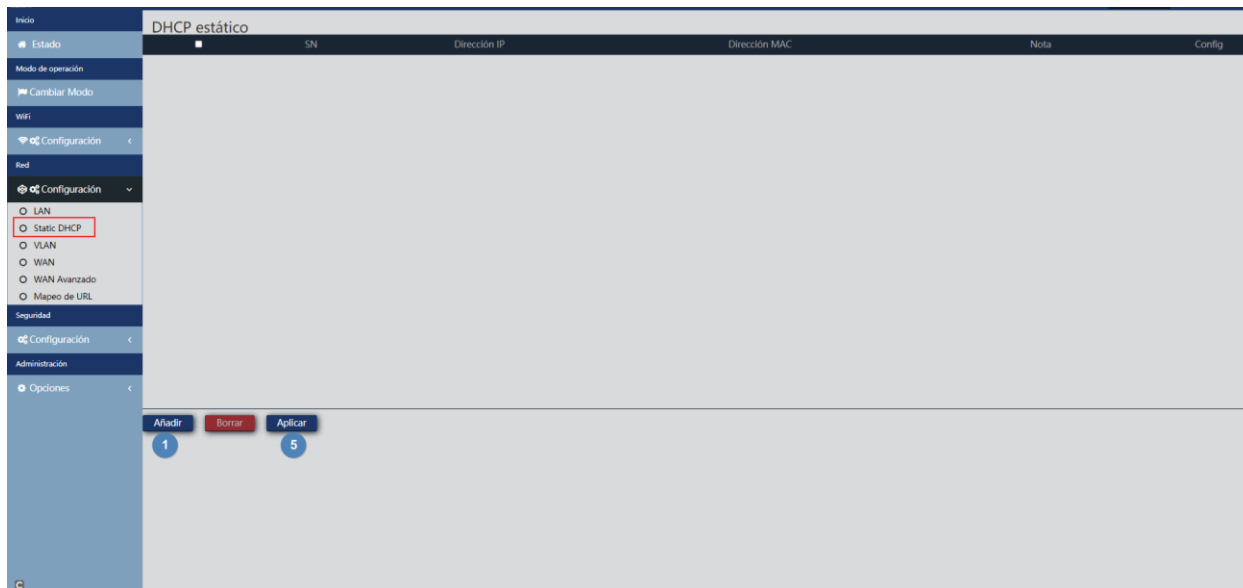 Inicio
Estado
Modo de operación
Cambiar Modo
WiFi
Configuración
Red
Configuración
LAN
Static DHCP
VLAN
WAN
WAN Avanzado
Mapeo de URL
Seguridad
Configuración
Administración
Opciones
DHCP estático
SN Dirección IP Dirección MAC Nota Config
Añadir Borrar Aplicar
1 5